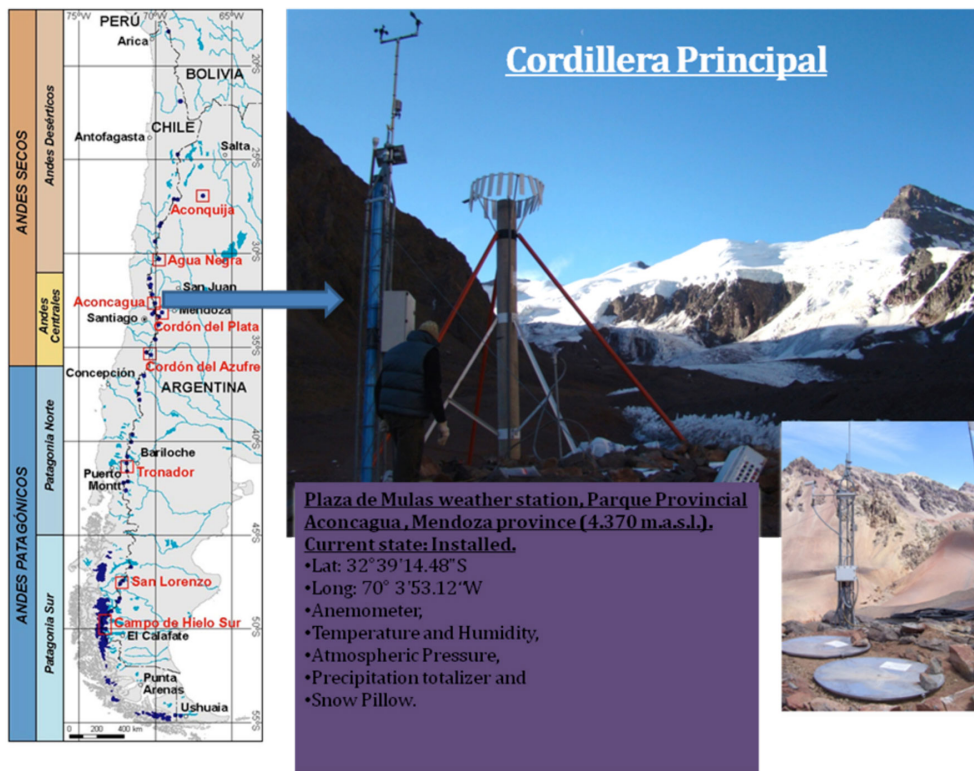 75°W
70°W
65°W
PERÚ
Arica
20°S
BOLIVIA
CHILE
Antofagasta
Salta
25°S
Aconquija
30°S
Agua Negra
San Juan
Aconcagua
Mendoza
Santiago
Cordón del Plata
35°S
Cordón del Azufre
Concepción
ARGENTINA
40°S
Bariloche
Puerto Montt
Tronador
45°S
San Lorenzo
Campo de Hielo Sur
50°S
El Calafate
Punta Arenas
Ushuaia
55°S
0 200 400 km
ANDES SECOS
Andes Desérticos
Andes Centrales
ANDES PATAGÓNICOS
Patagonia Norte
Patagonia Sur
Cordillera Principal
Plaza de Mulas weather station, Parque Provincial
Aconcagua , Mendoza province (4.370 m.a.s.l.).
Current state: Installed.
•Lat: 32°39'14.48"S
•Long: 70° 3'53.12"W
•Anemometer,
•Temperature and Humidity,
•Atmospheric Pressure,
•Precipitation totalizer and
•Snow Pillow.